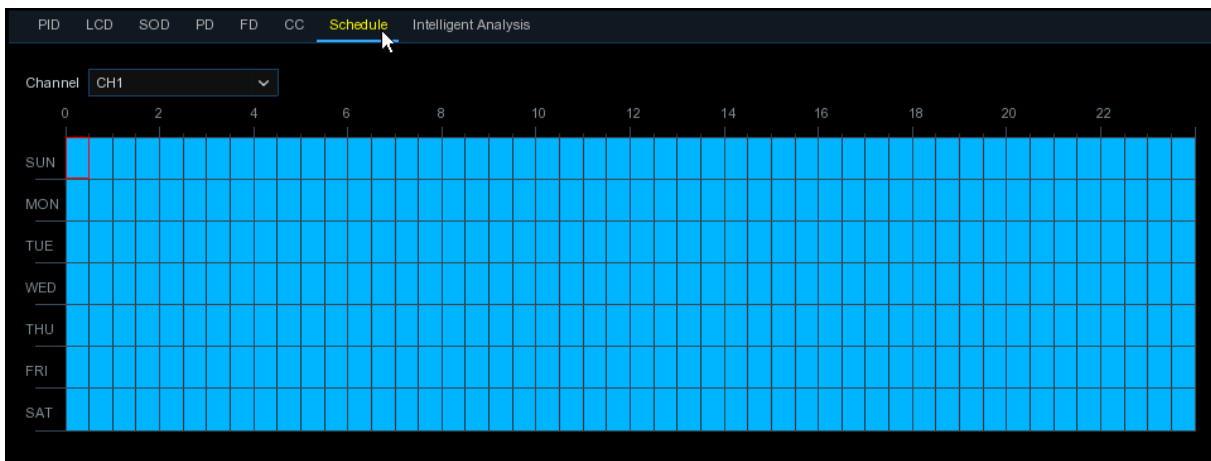 PID LCD SOD PD FD CC Schedule Intelligent Analysis
Channel CH1
0 2 4 6 8 10 12 14 16 18 20 22
SUN
MON
TUE
WED
THU
FRI
SAT